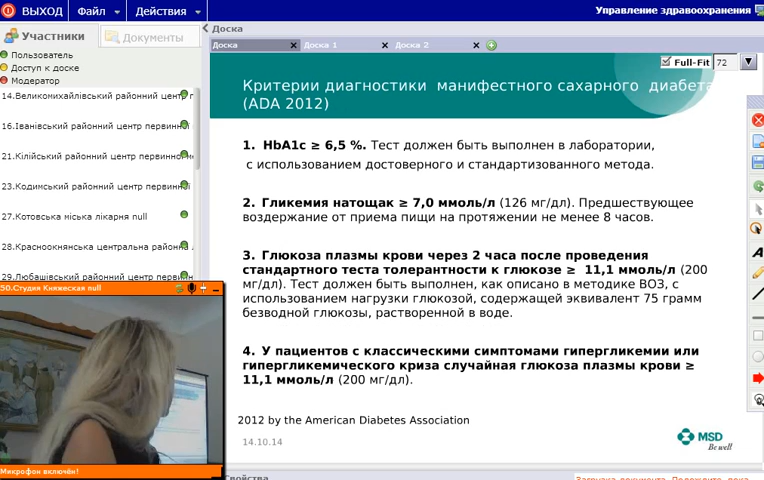 ВЫХОД Файл Действия Управление здравоохранения
Участники Документы
Пользователь
Доступ к доске
Модератор
14.Великомихайлівський районний центр
16.Іванівський районний центр первинно
21.Кілійський районний центр первинног
23.Кодимський районний центр первинної
27.Котовська міська лікарня null
28.Красноокнянська центральна районна
29.Любашівський районний центр первинн
50.Студия Княжеская null
Микрофон включён!
Доска
Доска Доска 1 Доска 2
Full-Fit 72
Критерии диагностики манифестного сахарного диабета
(ADA 2012)
1. HbA1c ≥ 6,5 %. Тест должен быть выполнен в лаборатории,
с использованием достоверного и стандартизованного метода.
2. Гликемия натощак ≥ 7,0 ммоль/л (126 мг/дл). Предшествующее
воздержание от приема пищи на протяжении не менее 8 часов.
3. Глюкоза плазмы крови через 2 часа после проведения
стандартного теста толерантности к глюкозе ≥ 11,1 ммоль/л (200
мг/дл). Тест должен быть выполнен, как описано в методике ВОЗ, с
использованием нагрузки глюкозой, содержащей эквивалент 75 грамм
безводной глюкозы, растворенной в воде.
4. У пациентов с классическими симптомами гипергликемии или
гипергликемического криза случайная глюкоза плазмы крови ≥
11,1 ммоль/л (200 мг/дл).
2012 by the American Diabetes Association
14.10.14
MSD
Be well
Свойства